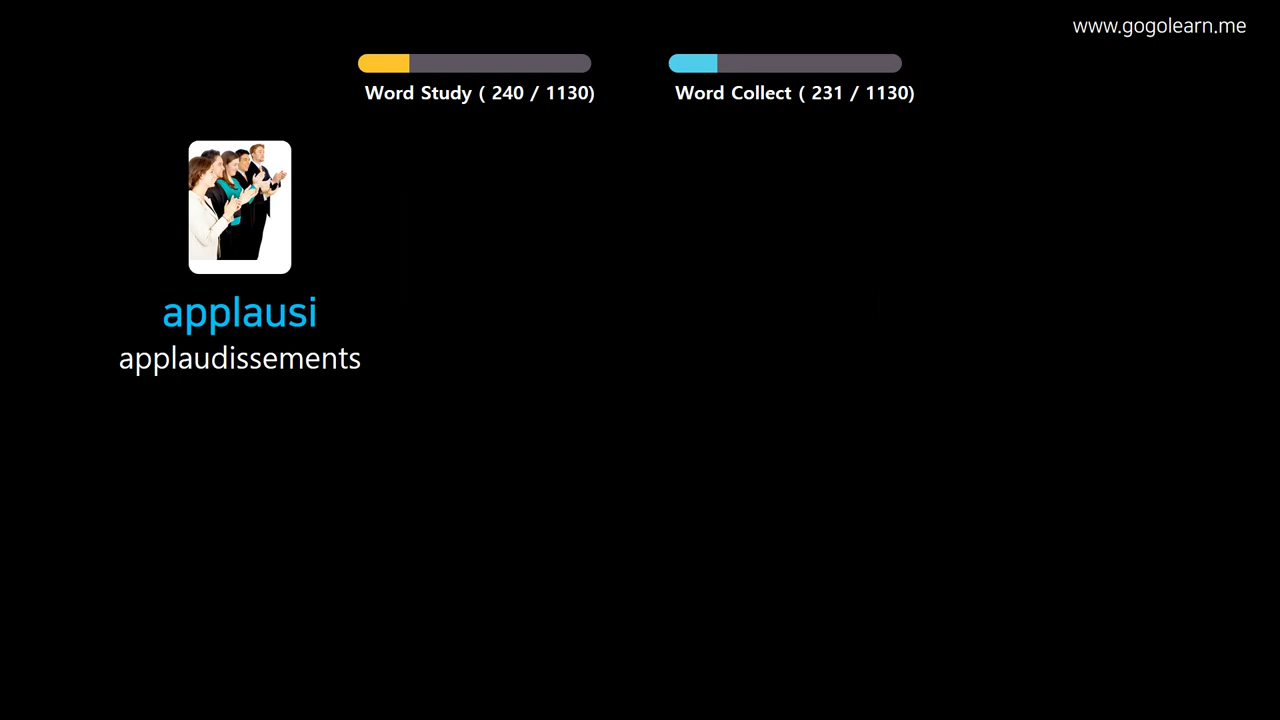 www.gogolearn.me
Word Study ( 240 / 1130)
Word Collect ( 231 / 1130)
applausi
applaudissements